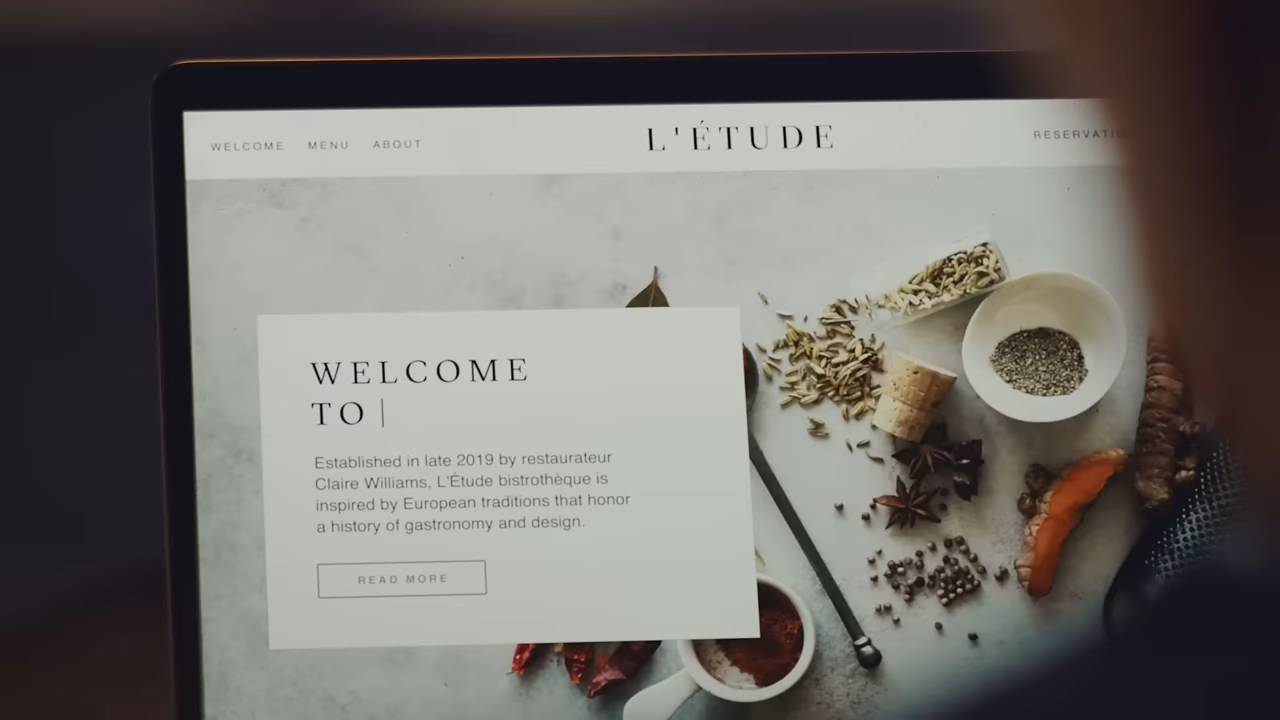 WELCOME MENU ABOUT
L'ÉTUDE
WELCOME
TO
Established in late 2019 by restaurateur
Claire Williams, L'Étude bistrothèque is
inspired by European traditions that honor
a history of gastronomy and design.
READ MORE